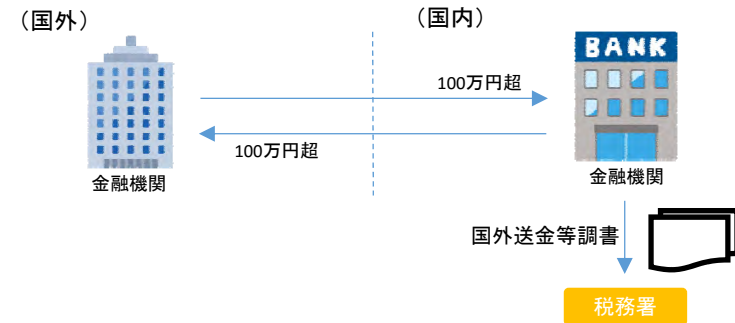 （国外）
（国内）
BANK
100万円超
100万円超
金融機関
金融機関
国外送金等調書
税務署